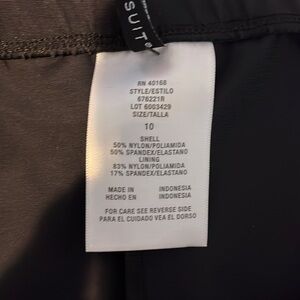 SUIT
RN 40168
STYLE/ESTILO
676221R
LOT 6003429
SIZE/TALLA
10
SHELL
50% NYLON/POLIAMIDA
50% SPANDEX/ELASTANO
LINING
83% NYLON/POLIAMIDA
17% SPANDEX/ELASTANO
MADE IN INDONESIA
HECHO EN INDONESIA
FOR CARE SEE REVERSE SIDE
PARA EL CUIDADO VEA EL DORSO